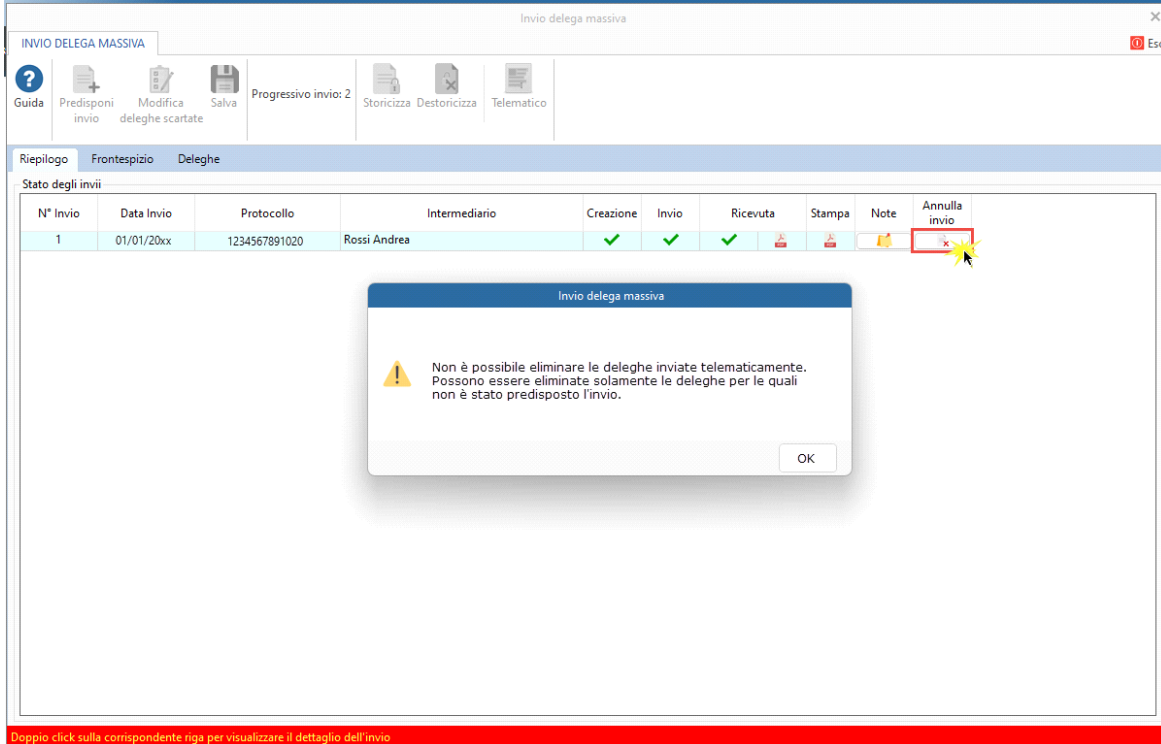 Invio delega massiva
INVIO DELEGA MASSIVA
Esc
Guida
Predisponi
invio
Modifica
deleghe scartate
Salva
Progressivo invio: 2
Storicizza
Destoricizza
Telematico
Riepilogo
Frontespizio
Deleghe
Stato degli invii
N° Invio
Data Invio
Protocollo
Intermediario
Creazione
Invio
Ricevuta
Stampa
Note
Annulla
invio
1
01/01/20xx
1234567891020
Rossi Andrea
Invio delega massiva
Non è possibile eliminare le deleghe inviate telematicamente.
Possono essere eliminate solamente le deleghe per le quali
non è stato predisposto l'invio.
OK
Doppio click sulla corrispondente riga per visualizzare il dettaglio dell'invio